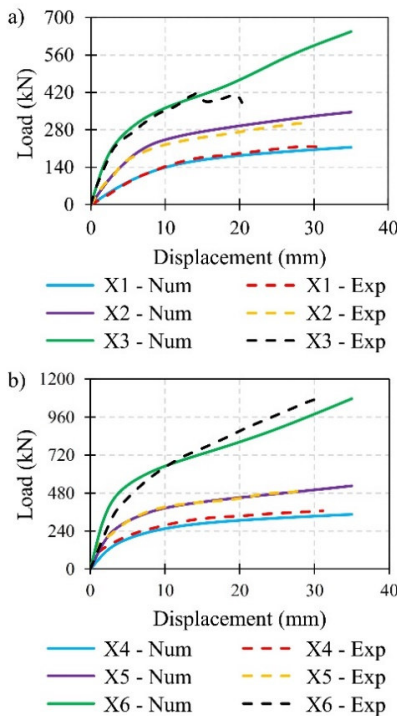 a)
700
560
420
280
140
0
Load (kN)
0 10 20 30 40
Displacement (mm)
X1 - Num X1 - Exp
X2 - Num X2 - Exp
X3 - Num X3 - Exp
b)
1200
960
720
480
240
0
Load (kN)
0 10 20 30 40
Displacement (mm)
X4 - Num X4 - Exp
X5 - Num X5 - Exp
X6 - Num X6 - Exp